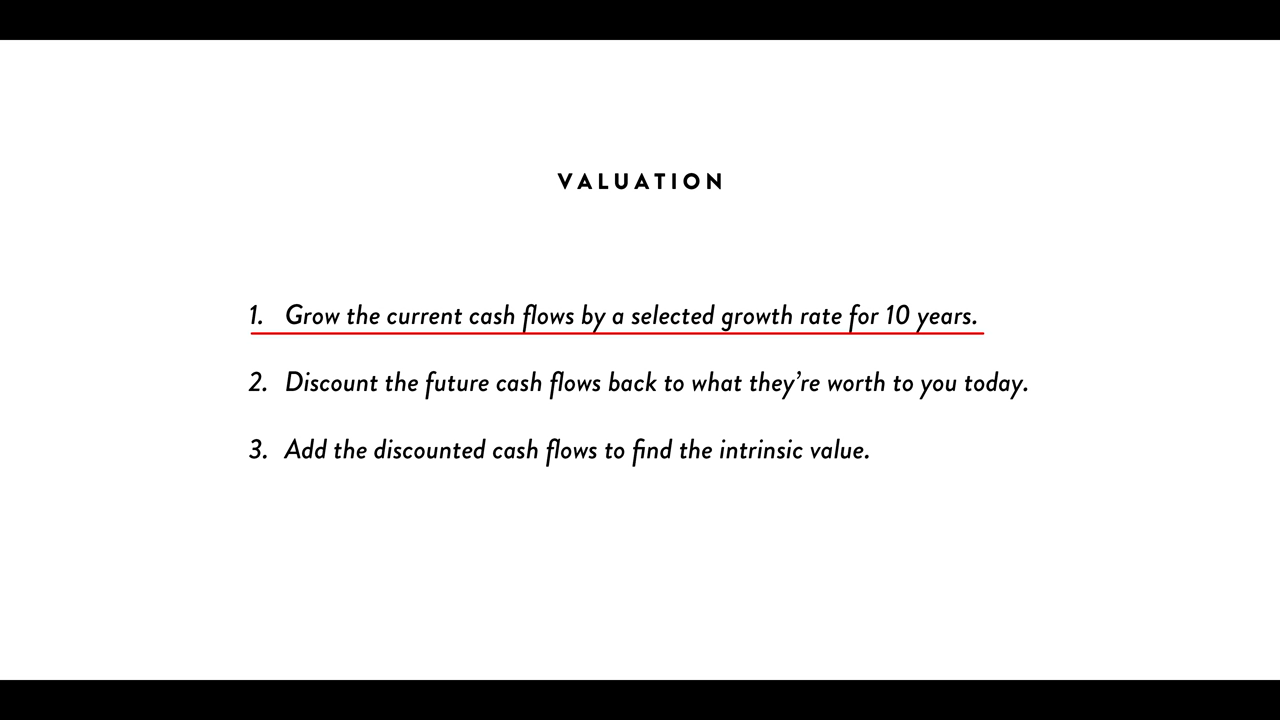 VALUATION
1. Grow the current cash flows by a selected growth rate for 10 years.
2. Discount the future cash flows back to what they’re worth to you today.
3. Add the discounted cash flows to find the intrinsic value.